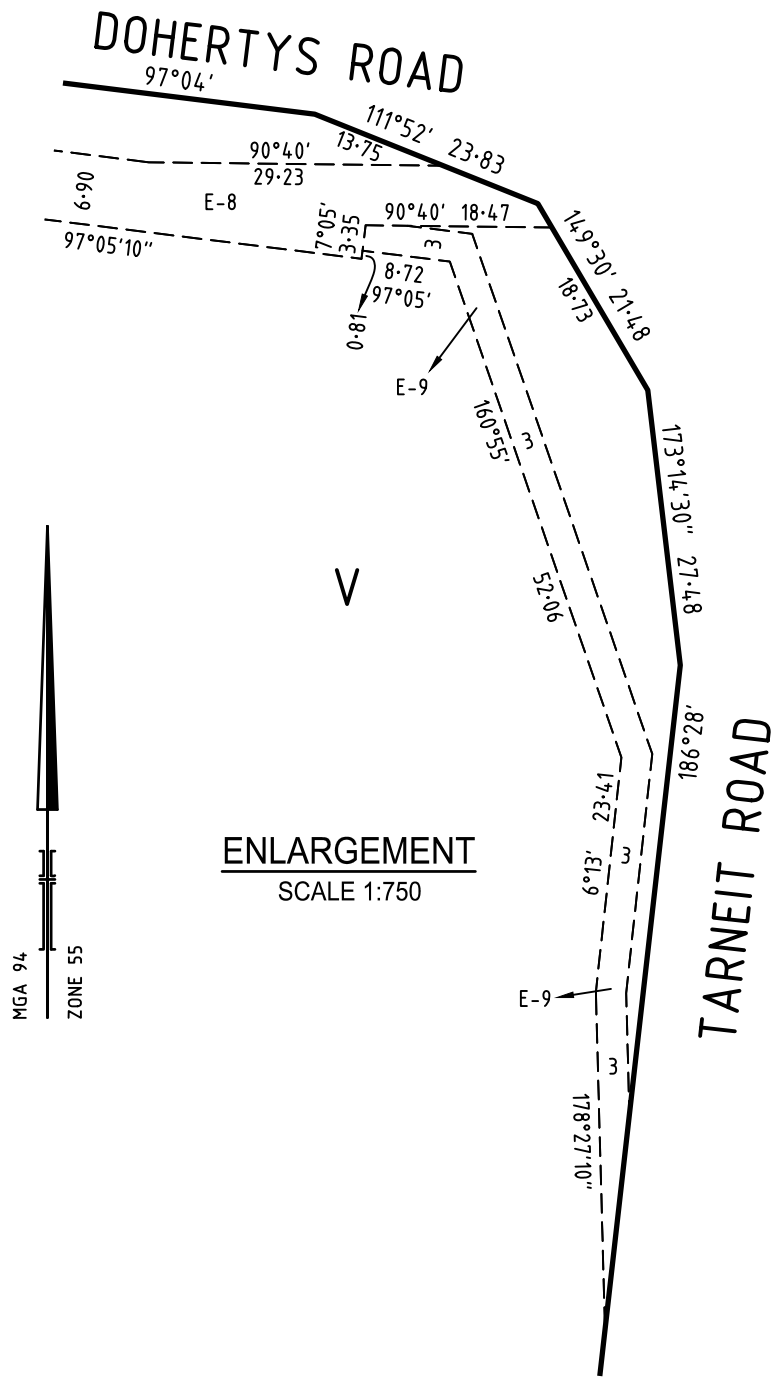 DOHERTYS ROAD
97°04'
111°52' 23·83
13·75
90°40'
29·23
6·90
E-8
97°05'10"
7°05'
3·35
90°40' 18·47
3
8·72
97°05'
0·81
149°30' 21·48
18·73
E-9
160°55'
3
52·06
173°14'30" 27·48
V
186°28'
TARNEIT ROAD
23·41
6°13'
3
ENLARGEMENT
SCALE 1:750
MGA 94
ZONE 55
E-9
3
178°27'10"